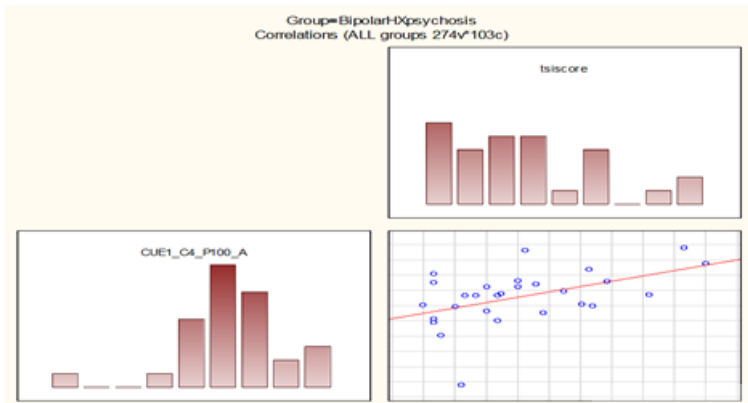 Group=BipolarHXpsychosis
Correlations (ALL groups 274v*103c)
tsiscore
CUE1_C4_P100_A